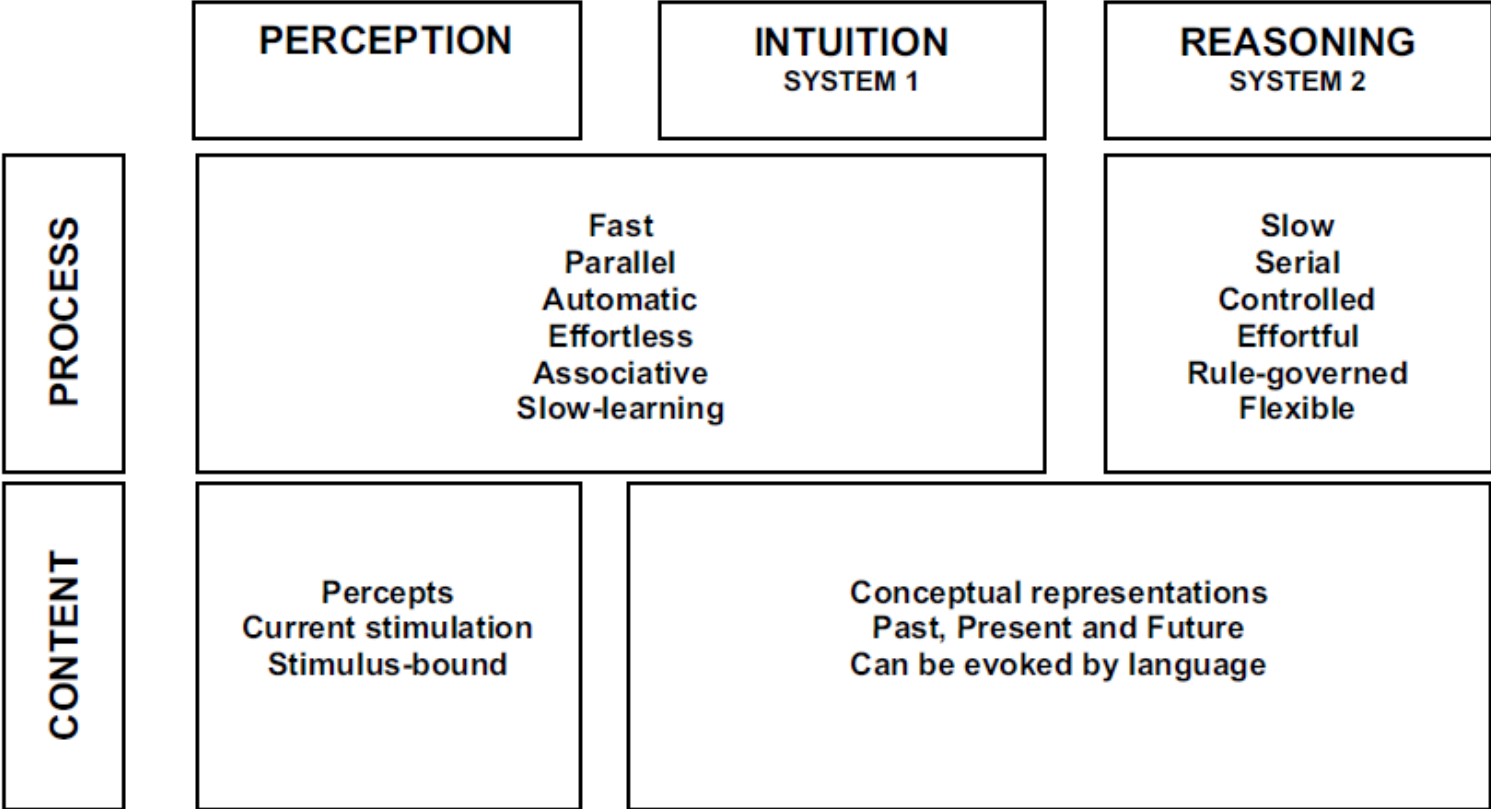 PERCEPTION
INTUITION
SYSTEM 1
REASONING
SYSTEM 2
PROCESS
Fast
Parallel
Automatic
Effortless
Associative
Slow-learning
Slow
Serial
Controlled
Effortful
Rule-governed
Flexible
CONTENT
Percepts
Current stimulation
Stimulus-bound
Conceptual representations
Past, Present and Future
Can be evoked by language